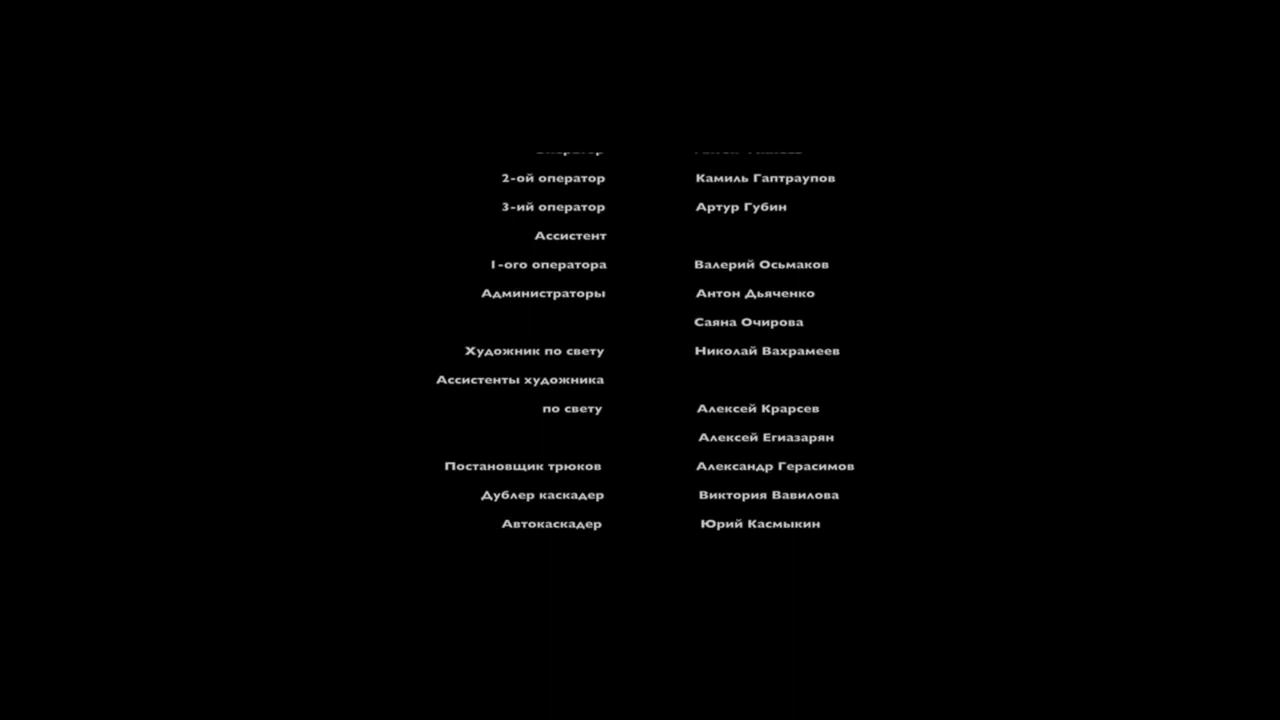 2-ой оператор Камиль Гаптраупов
3-ий оператор Артур Губин
Ассистент
1-ого оператора Валерий Осьмаков
Администраторы Антон Дьяченко
Саяна Очирова
Художник по свету Николай Вахрамеев
Ассистенты художника
по свету Алексей Крарсев
Алексей Егиазарян
Постановщик трюков Александр Герасимов
Дублер каскадер Виктория Вавилова
Автокаскадер Юрий Касмыкин